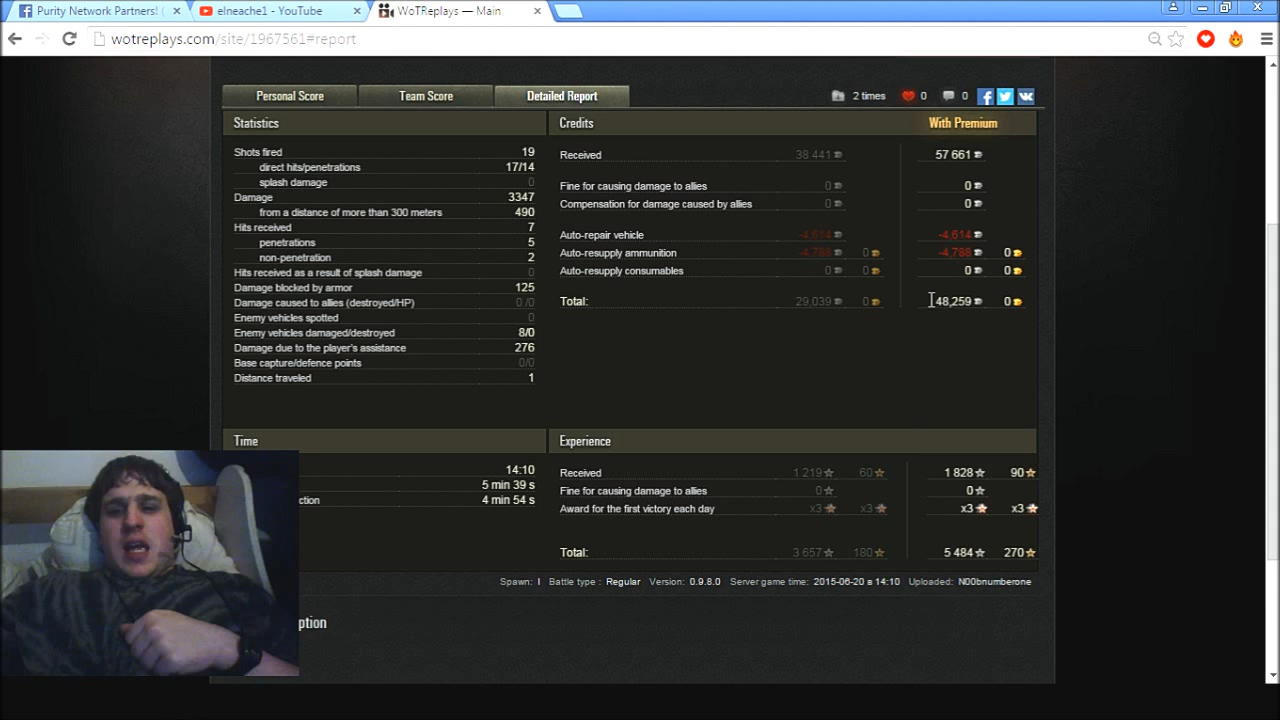 Purity Network Partners! (
elneache1 - YouTube
WoTReplays — Main
wotreplays.com/site/1967561#report
Personal Score
Team Score
Detailed Report
2 times
0
0
Statistics
Shots fired 19
direct hits/penetrations 17/14
splash damage 0
Damage 3347
from a distance of more than 300 meters 490
Hits received 7
penetrations 5
non-penetration 2
Hits received as a result of splash damage 0
Damage blocked by armor 125
Damage caused to allies (destroyed/HP) 0 /0
Enemy vehicles spotted 0
Enemy vehicles damaged/destroyed 8/0
Damage due to the player's assistance 276
Base capture/defence points 0/0
Distance traveled 1
Credits With Premium
Received 38 441 57 661
Fine for causing damage to allies 0 0
Compensation for damage caused by allies 0 0
Auto-repair vehicle -4,614 -4,614
Auto-resupply ammunition -4,788 0 -4,788 0
Auto-resupply consumables 0 0 0 0
Total: 29,039 0 48,259 0
Time
14:10
5 min 39 s
ction 4 min 54 s
Experience
Received 1 219 60 1 828 90
Fine for causing damage to allies 0 0
Award for the first victory each day x3 x3 x3 x3
Total: 3 657 180 5 484 270
Spawn: I Battle type : Regular Version: 0.9.8.0 Server game time: 2015-06-20 в 14:10 Uploaded: N00bnumberone
ption